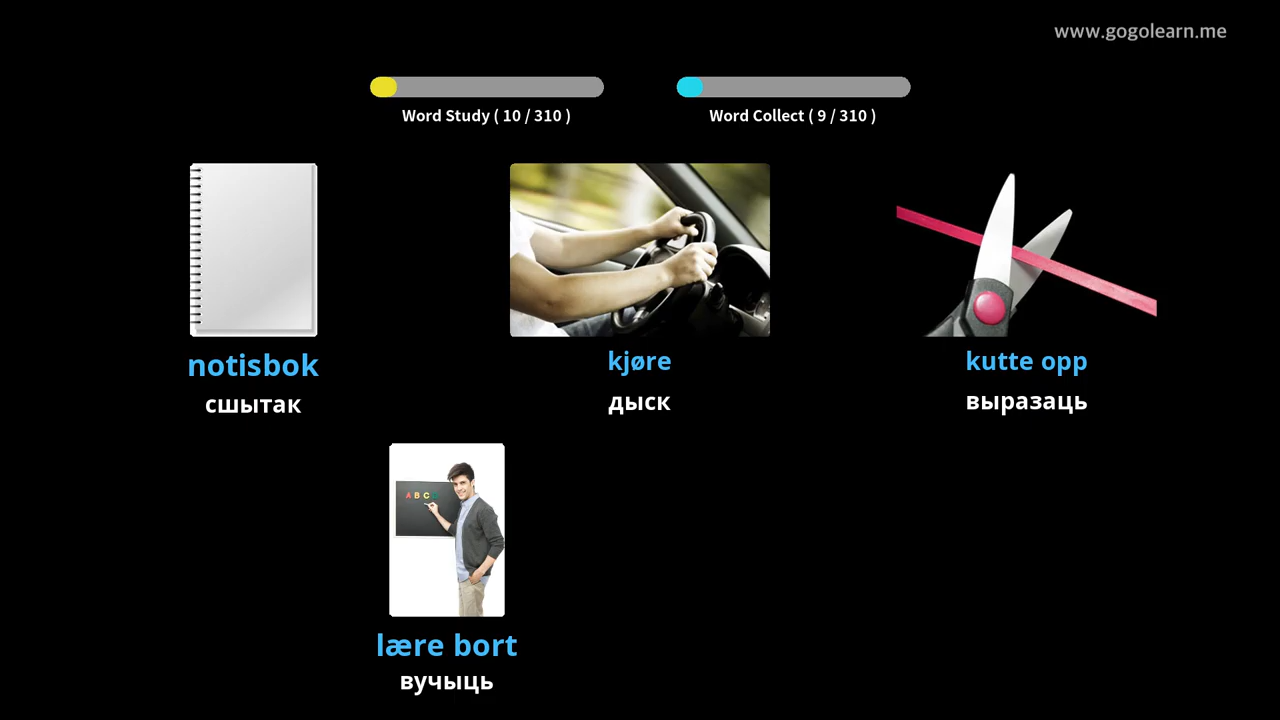 www.gogolearn.me
Word Study ( 10 / 310 )
Word Collect ( 9 / 310 )
notisbok
сшытак
kjøre
дыск
kutte opp
выразаць
A B C
lære bort
вучыць